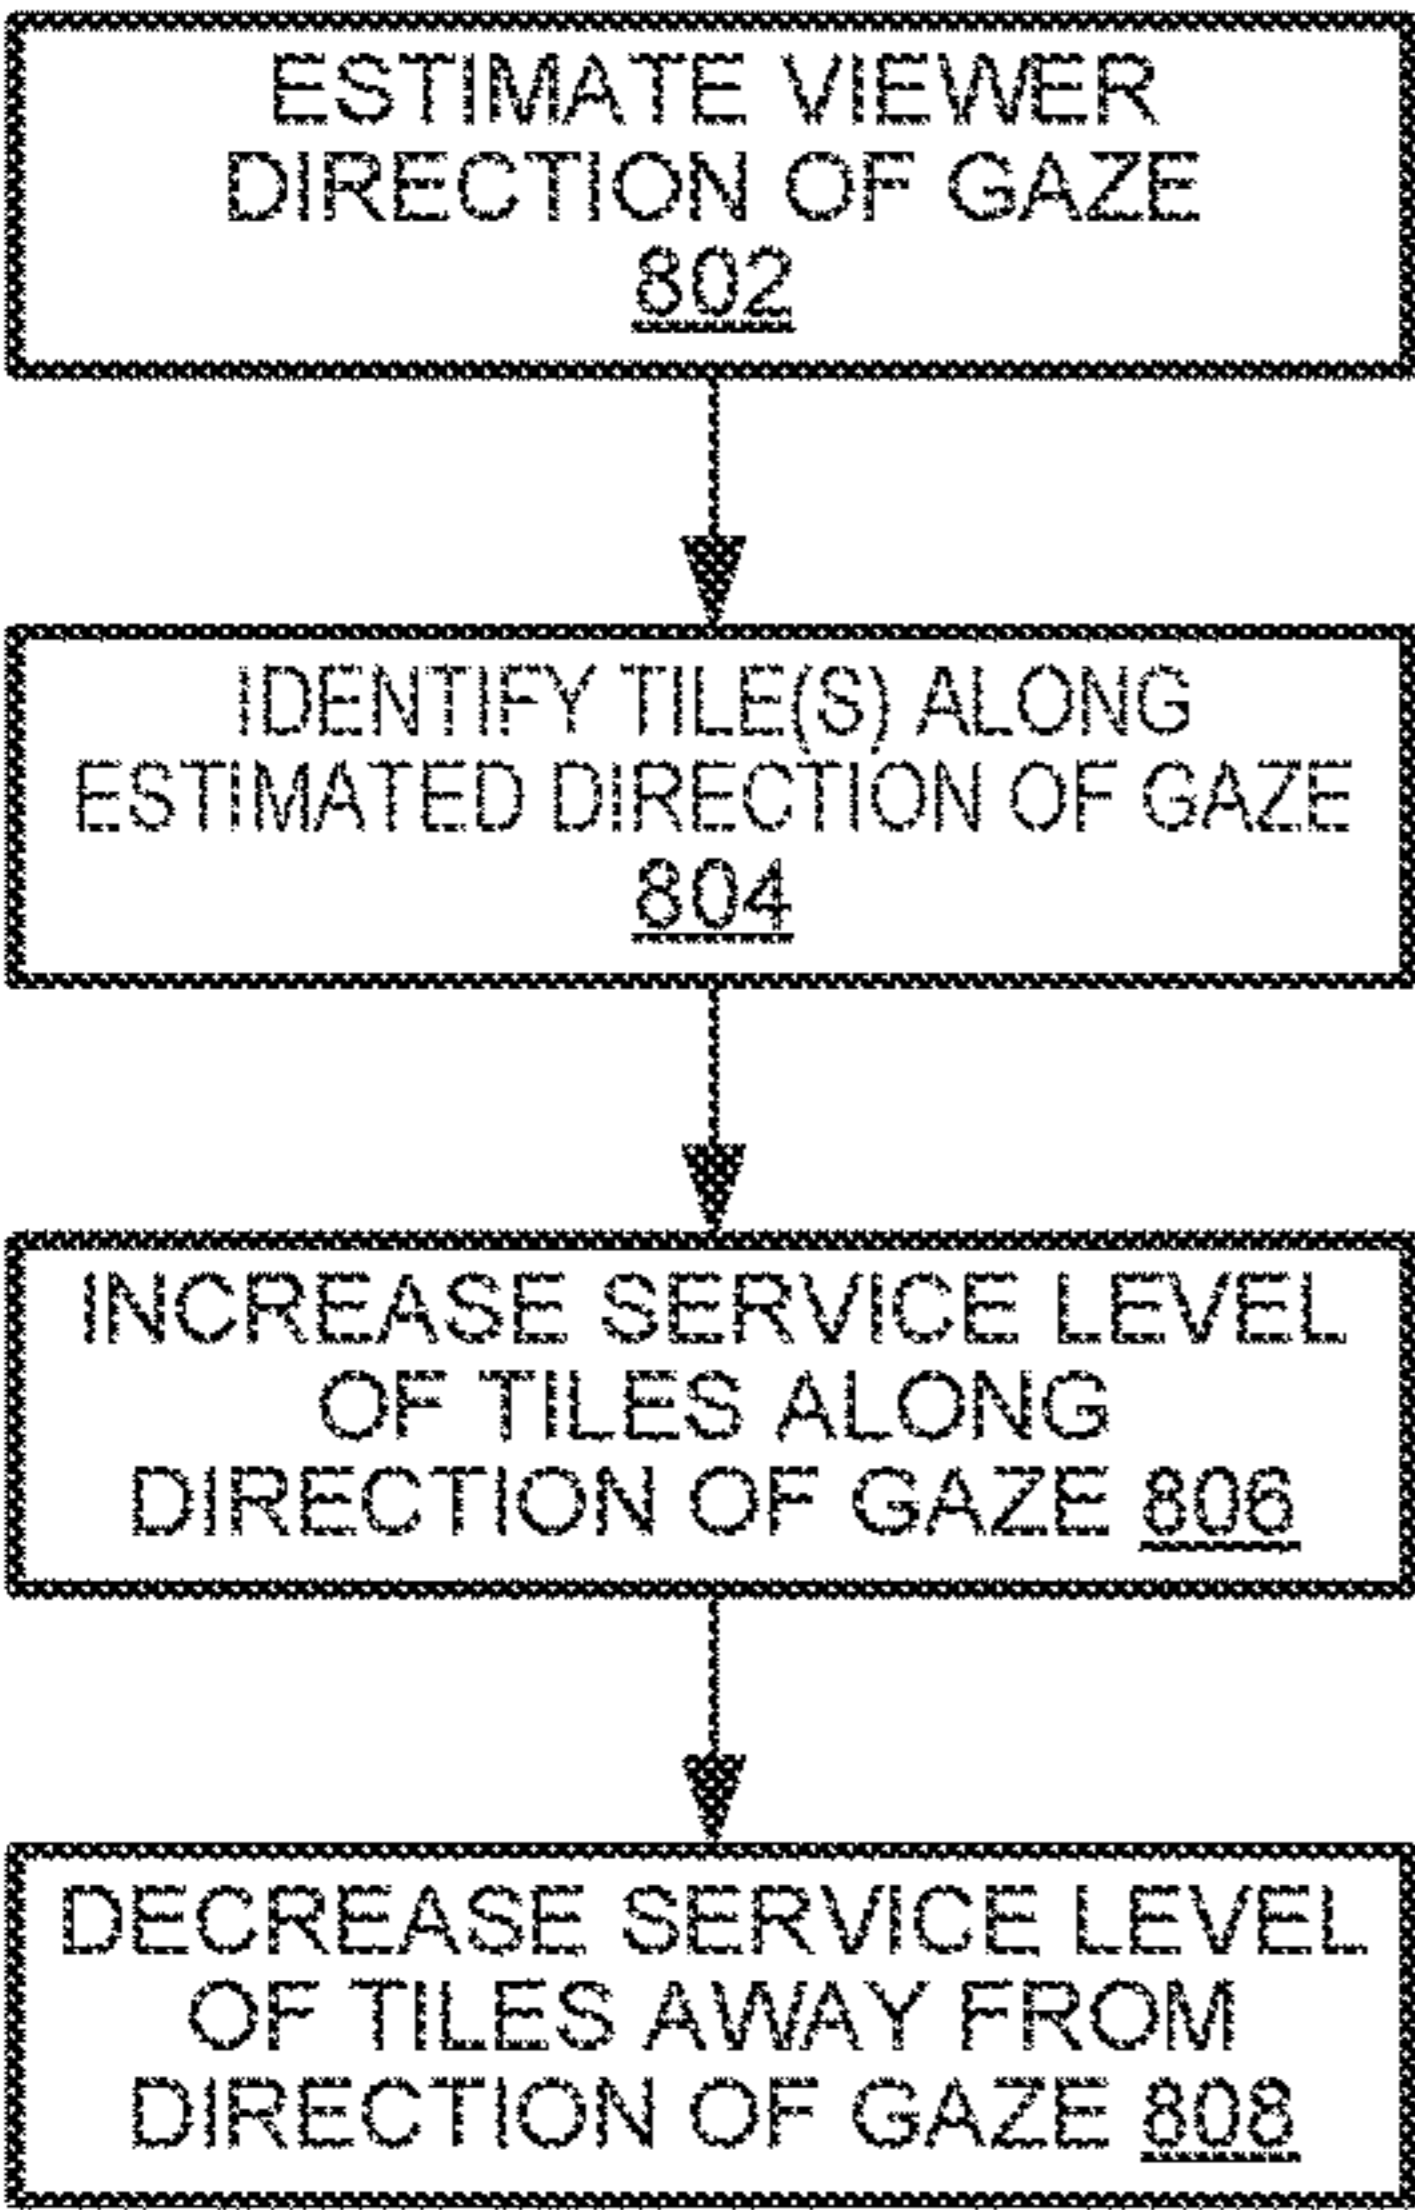 ESTIMATE VIEWER
DIRECTION OF GAZE
802
IDENTIFY TILE(S) ALONG
ESTIMATED DIRECTION OF GAZE
804
INCREASE SERVICE LEVEL
OF TILES ALONG
DIRECTION OF GAZE 806
DECREASE SERVICE LEVEL
OF TILES AWAY FROM
DIRECTION OF GAZE 808